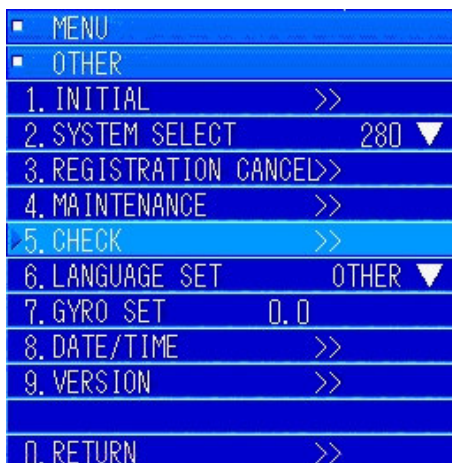 MENU
OTHER
1. INITIAL >>
2. SYSTEM SELECT 280 ▼
3. REGISTRATION CANCEL>>
4. MAINTENANCE >>
5. CHECK >>
6. LANGUAGE SET OTHER ▼
7. GYRO SET 0.0
8. DATE/TIME >>
9. VERSION >>
0. RETURN >>